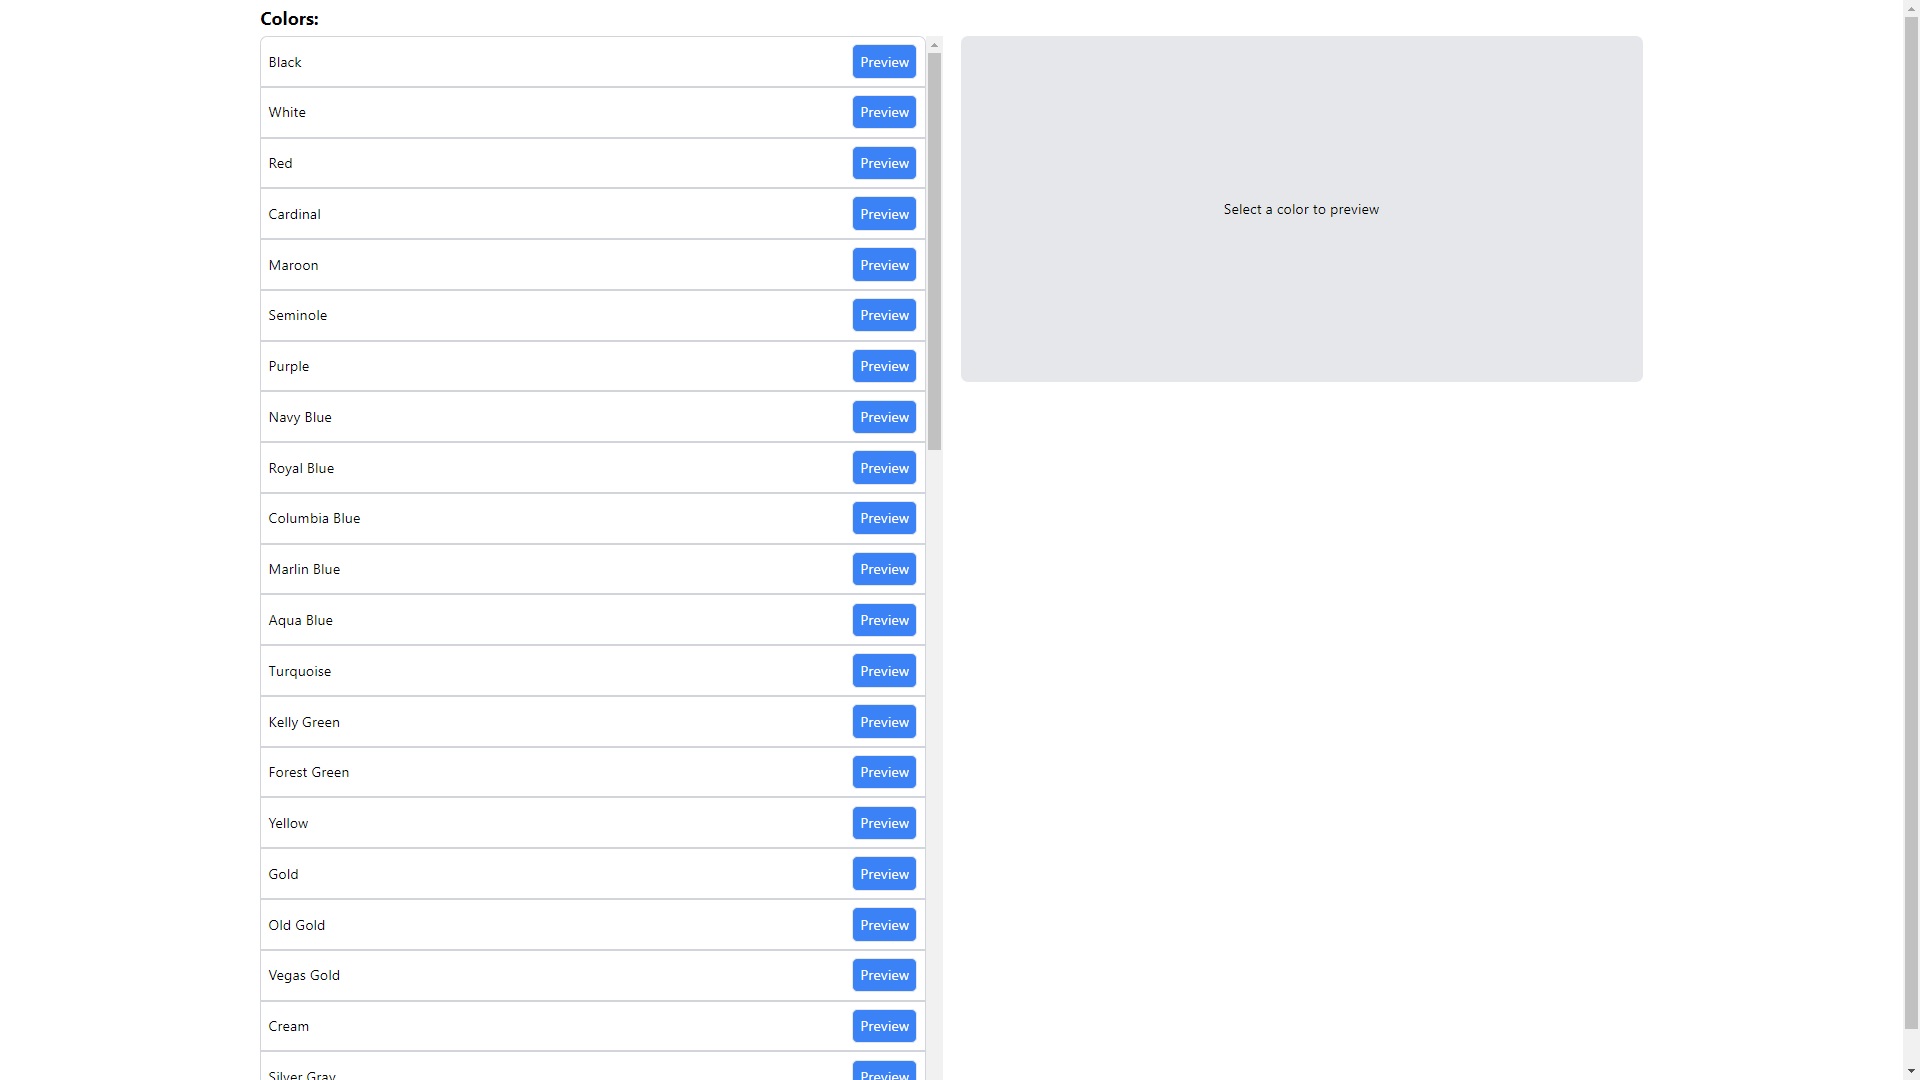 Colors:
Black Preview
White Preview
Red Preview
Cardinal Preview
Maroon Preview
Seminole Preview
Purple Preview
Navy Blue Preview
Royal Blue Preview
Columbia Blue Preview
Marlin Blue Preview
Aqua Blue Preview
Turquoise Preview
Kelly Green Preview
Forest Green Preview
Yellow Preview
Gold Preview
Old Gold Preview
Vegas Gold Preview
Cream Preview
Silver Gray Preview
Select a color to preview